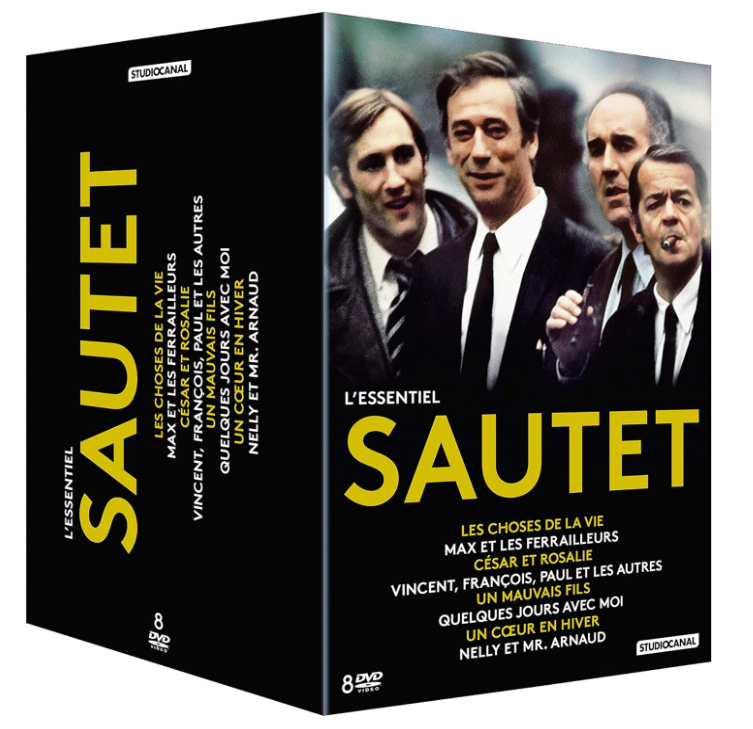 STUDIOCANAL
L'ESSENTIEL
SAUTET
LES CHOSES DE LA VIE
MAX ET LES FERRAILLEURS
CÉSAR ET ROSALIE
VINCENT, FRANÇOIS, PAUL ET LES AUTRES
UN MAUVAIS FILS
QUELQUES JOURS AVEC MOI
UN CŒUR EN HIVER
NELLY ET MR. ARNAUD
8
DVD
VIDEO
L'ESSENTIEL
SAUTET
LES CHOSES DE LA VIE
MAX ET LES FERRAILLEURS
CÉSAR ET ROSALIE
VINCENT, FRANÇOIS, PAUL ET LES AUTRES
UN MAUVAIS FILS
QUELQUES JOURS AVEC MOI
UN CŒUR EN HIVER
NELLY ET MR. ARNAUD
STUDIOCANAL
8 DVD
VIDEO